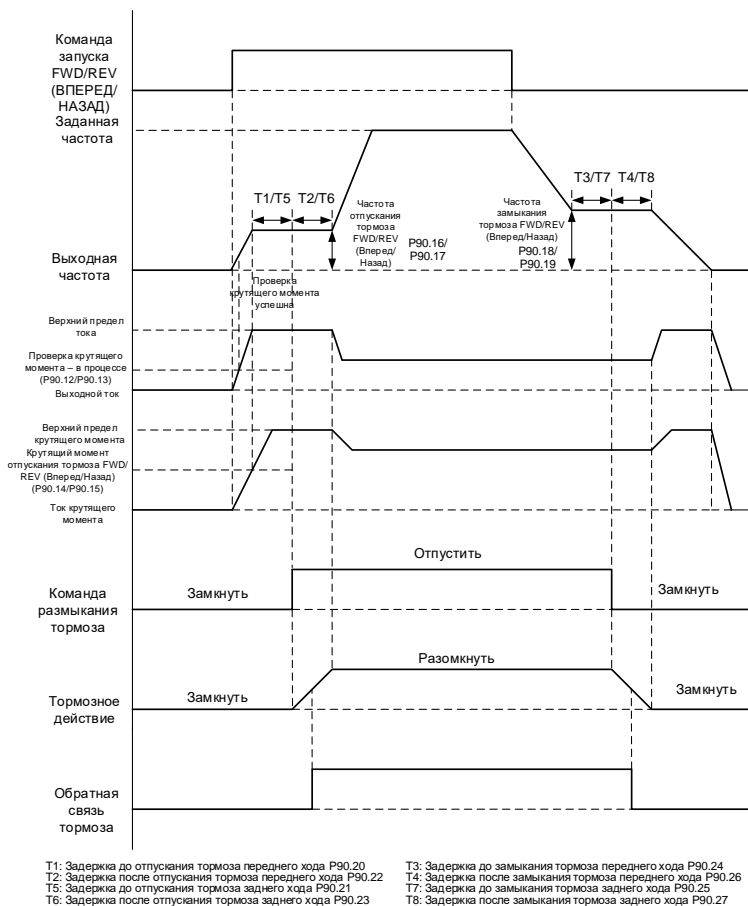 Команда
запуска
FWD/REV
(ВПЕРЕД/
НАЗАД)
Заданная
частота
T1/T5
T2/T6
T3/T7
T4/T8
Частота
отпускания
тормоза
FWD/REV
(Вперед/
Назад)
P90.16/
P90.17
Частота
замыкания
тормоза FWD/REV
(Вперед/Назад)
P90.18/
P90.19
Выходная
частота
Проверка
крутящего момента
успешна
Верхний предел
тока
Проверка крутящего
момента – в процессе
(P90.12/P90.13)
Выходной ток
Верхний предел
крутящего момента
Крутящий момент
отпускания тормоза FWD/
REV (Вперед/Назад)
(P90.14/P90.15)
Ток крутящего
момента
Команда
размыкания
тормоза
Замкнуть
Отпустить
Замкнуть
Тормозное
действие
Замкнуть
Разомкнуть
Замкнуть
Обратная
связь
тормоза
T1: Задержка до отпускания тормоза переднего хода P90.20
T2: Задержка после отпускания тормоза переднего хода P90.22
T5: Задержка до отпускания тормоза заднего хода P90.21
T6: Задержка после отпускания тормоза заднего хода P90.23
T3: Задержка до замыкания тормоза переднего хода P90.24
T4: Задержка после замыкания тормоза переднего хода P90.26
T7: Задержка до замыкания тормоза заднего хода P90.25
T8: Задержка после замыкания тормоза заднего хода P90.27